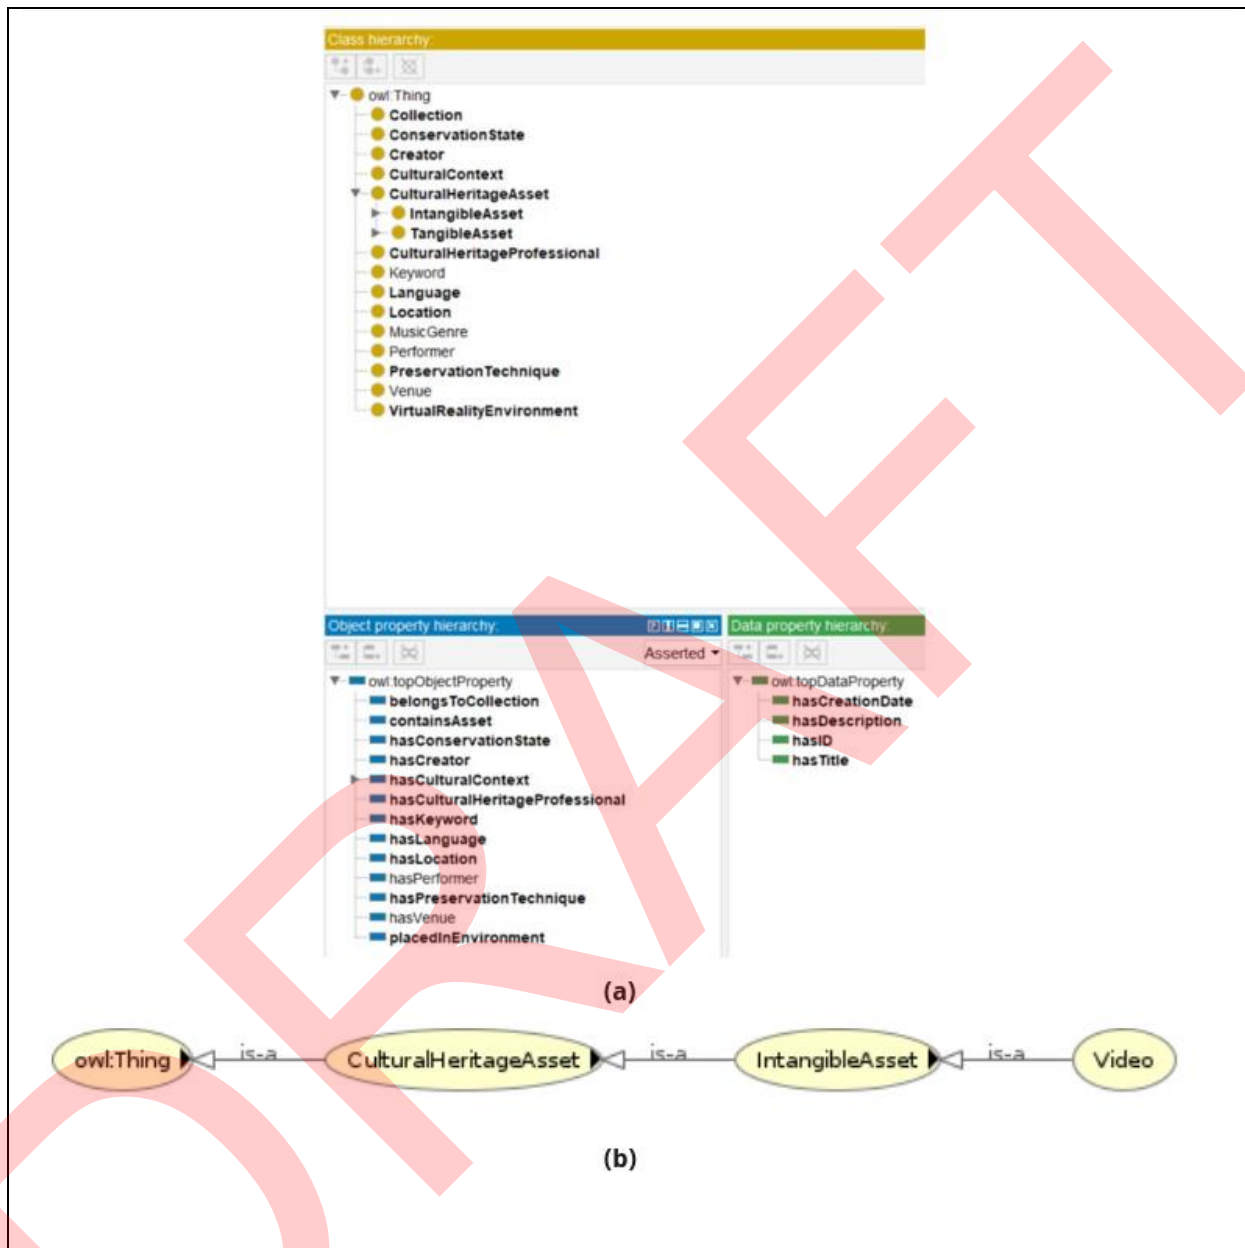 Class hierarchy:
owl:Thing
Collection
ConservationState
Creator
CulturalContext
CulturalHeritageAsset
IntangibleAsset
TangibleAsset
CulturalHeritageProfessional
Keyword
Language
Location
MusicGenre
Performer
PreservationTechnique
Venue
VirtualRealityEnvironment
Object property hierarchy:
Asserted
owl:topObjectProperty
belongsToCollection
containsAsset
hasConservationState
hasCreator
hasCulturalContext
hasCulturalHeritageProfessional
hasKeyword
hasLanguage
hasLocation
hasPerformer
hasPreservationTechnique
hasVenue
placedInEnvironment
Data property hierarchy:
owl:topDataProperty
hasCreationDate
hasDescription
hasID
hasTitle
(a)
owl:Thing is-a CulturalHeritageAsset is-a IntangibleAsset is-a Video
(b)
DRAFT